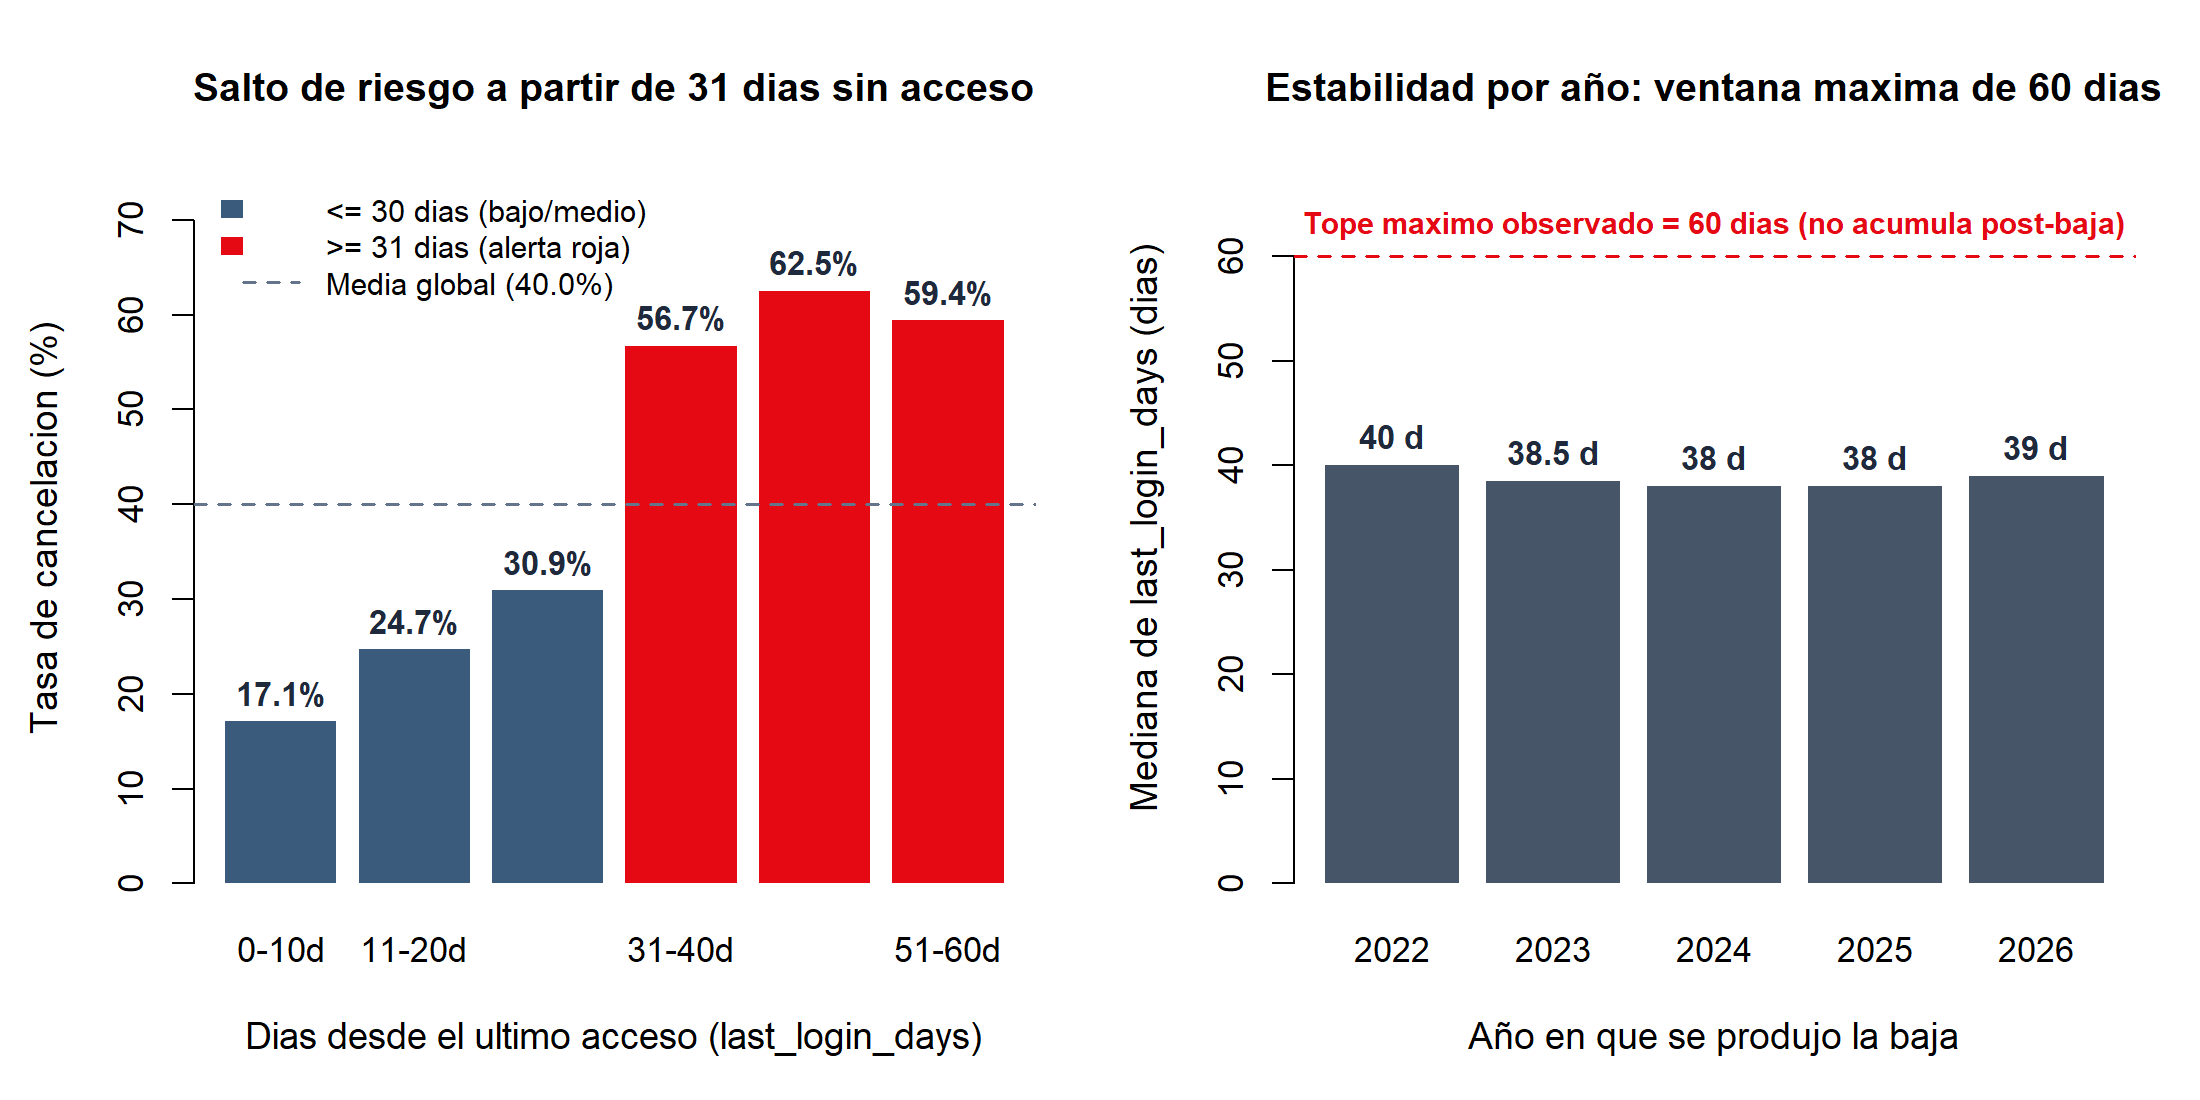 Salto de riesgo a partir de 31 dias sin acceso
<= 30 dias (bajo/medio)
>= 31 dias (alerta roja)
Media global (40.0%)
Tasa de cancelacion (%)
70
60
50
40
30
20
10
0
17.1%
24.7%
30.9%
56.7%
62.5%
59.4%
0-10d 11-20d 31-40d 51-60d
Dias desde el ultimo acceso (last_login_days)
Estabilidad por año: ventana maxima de 60 dias
Tope maximo observado = 60 dias (no acumula post-baja)
Mediana de last_login_days (dias)
60
50
40
30
20
10
0
40 d
38.5 d
38 d
38 d
39 d
2022 2023 2024 2025 2026
Año en que se produjo la baja